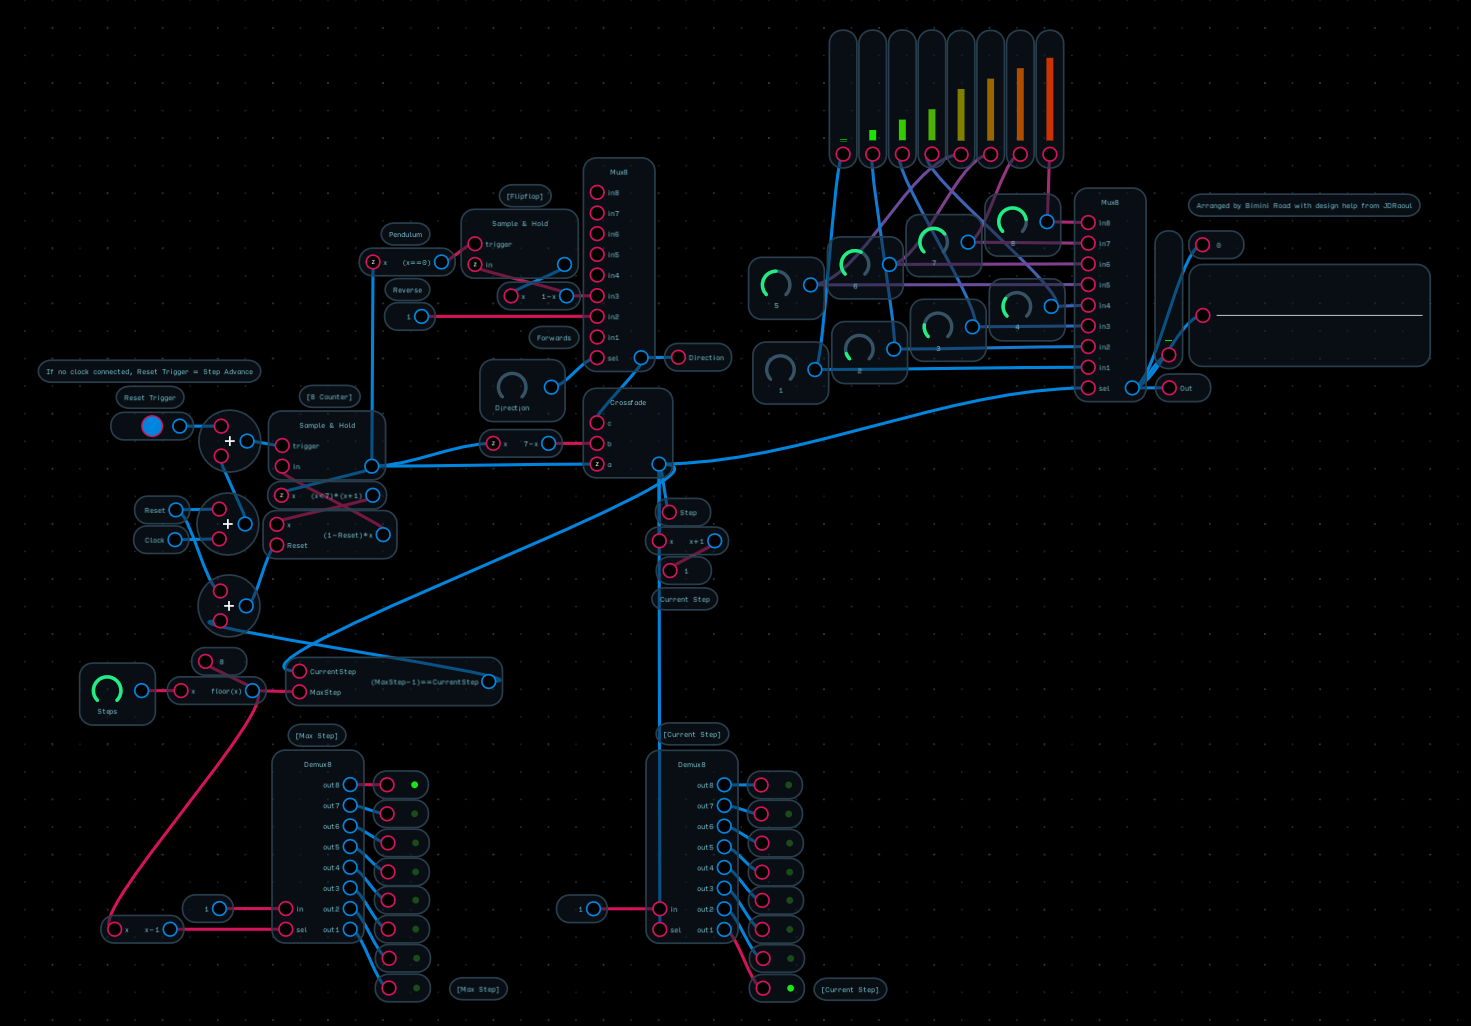 Mux8
[Flipflop]
in8
in7
in6
in5
in4
in3
in2
in1
sel
Sample & Hold
trigger
in
Pendulum
z x (x==0)
x 1-x
Reverse
1
Forwards
Direction
Direction
Mux8
in8
in7
in6
in5
in4
in3
in2
in1
sel
Arranged by Bimini Road with design help from JDRaoul
0
Out
8
7
6
5
4
3
2
1
If no clock connected, Reset Trigger = Step Advance
Reset Trigger
[8 Counter]
Sample & Hold
trigger
in
z x (x<7)*(x+1)
x
Reset
(1-Reset)*x
+
+
+
Reset
Clock
Crossfade
c
b
z a
z x 7-x
Step
x x+1
1
Current Step
8
x floor(x)
Steps
CurrentStep
MaxStep
(MaxStep-1)==CurrentStep
[Max Step]
Demux8
out8
out7
out6
out5
out4
out3
out2
out1
in
sel
1
x x-1
[Max Step]
[Current Step]
Demux8
out8
out7
out6
out5
out4
out3
out2
out1
in
sel
1
[Current Step]